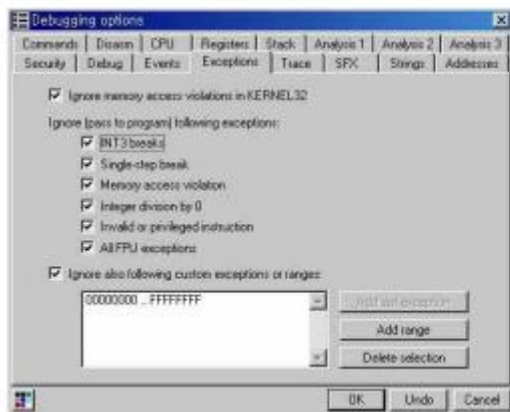 Debugging options
Commands Disasm CPU Registers Stack Analysis 1 Analysis 2 Analysis 3
Security Debug Events Exceptions Trace SFX Strings Addresses
Ignore memory access violations in KERNEL32
Ignore (pass to program) following exceptions:
INT3 breaks
Single-step break
Memory access violation
Integer division by 0
Invalid or privileged instruction
All FPU exceptions
Ignore also following custom exceptions or ranges:
00000000 .. FFFFFFFF
Add last exception
Add range
Delete selection
OK Undo Cancel